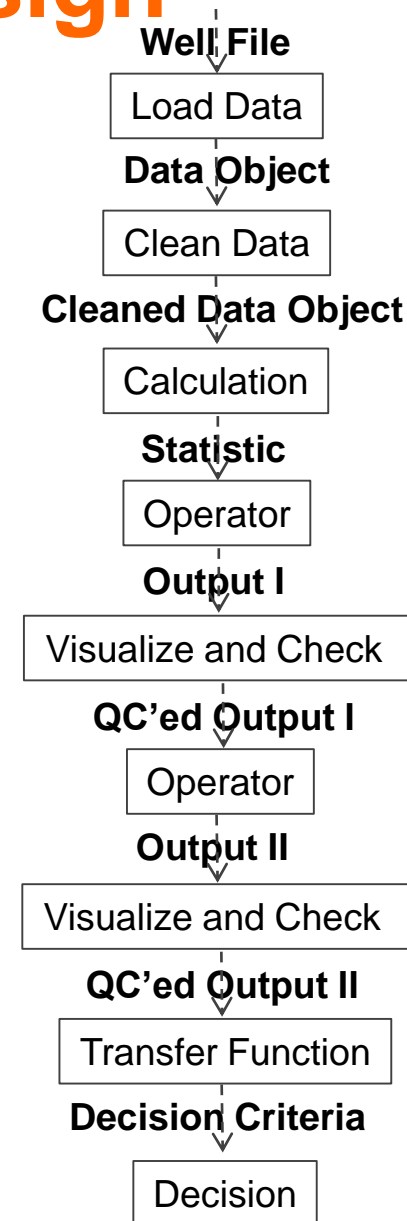 sign
Well File
Load Data
Data Object
Clean Data
Cleaned Data Object
Calculation
Statistic
Operator
Output I
Visualize and Check
QC’ed Output I
Operator
Output II
Visualize and Check
QC’ed Output II
Transfer Function
Decision Criteria
Decision